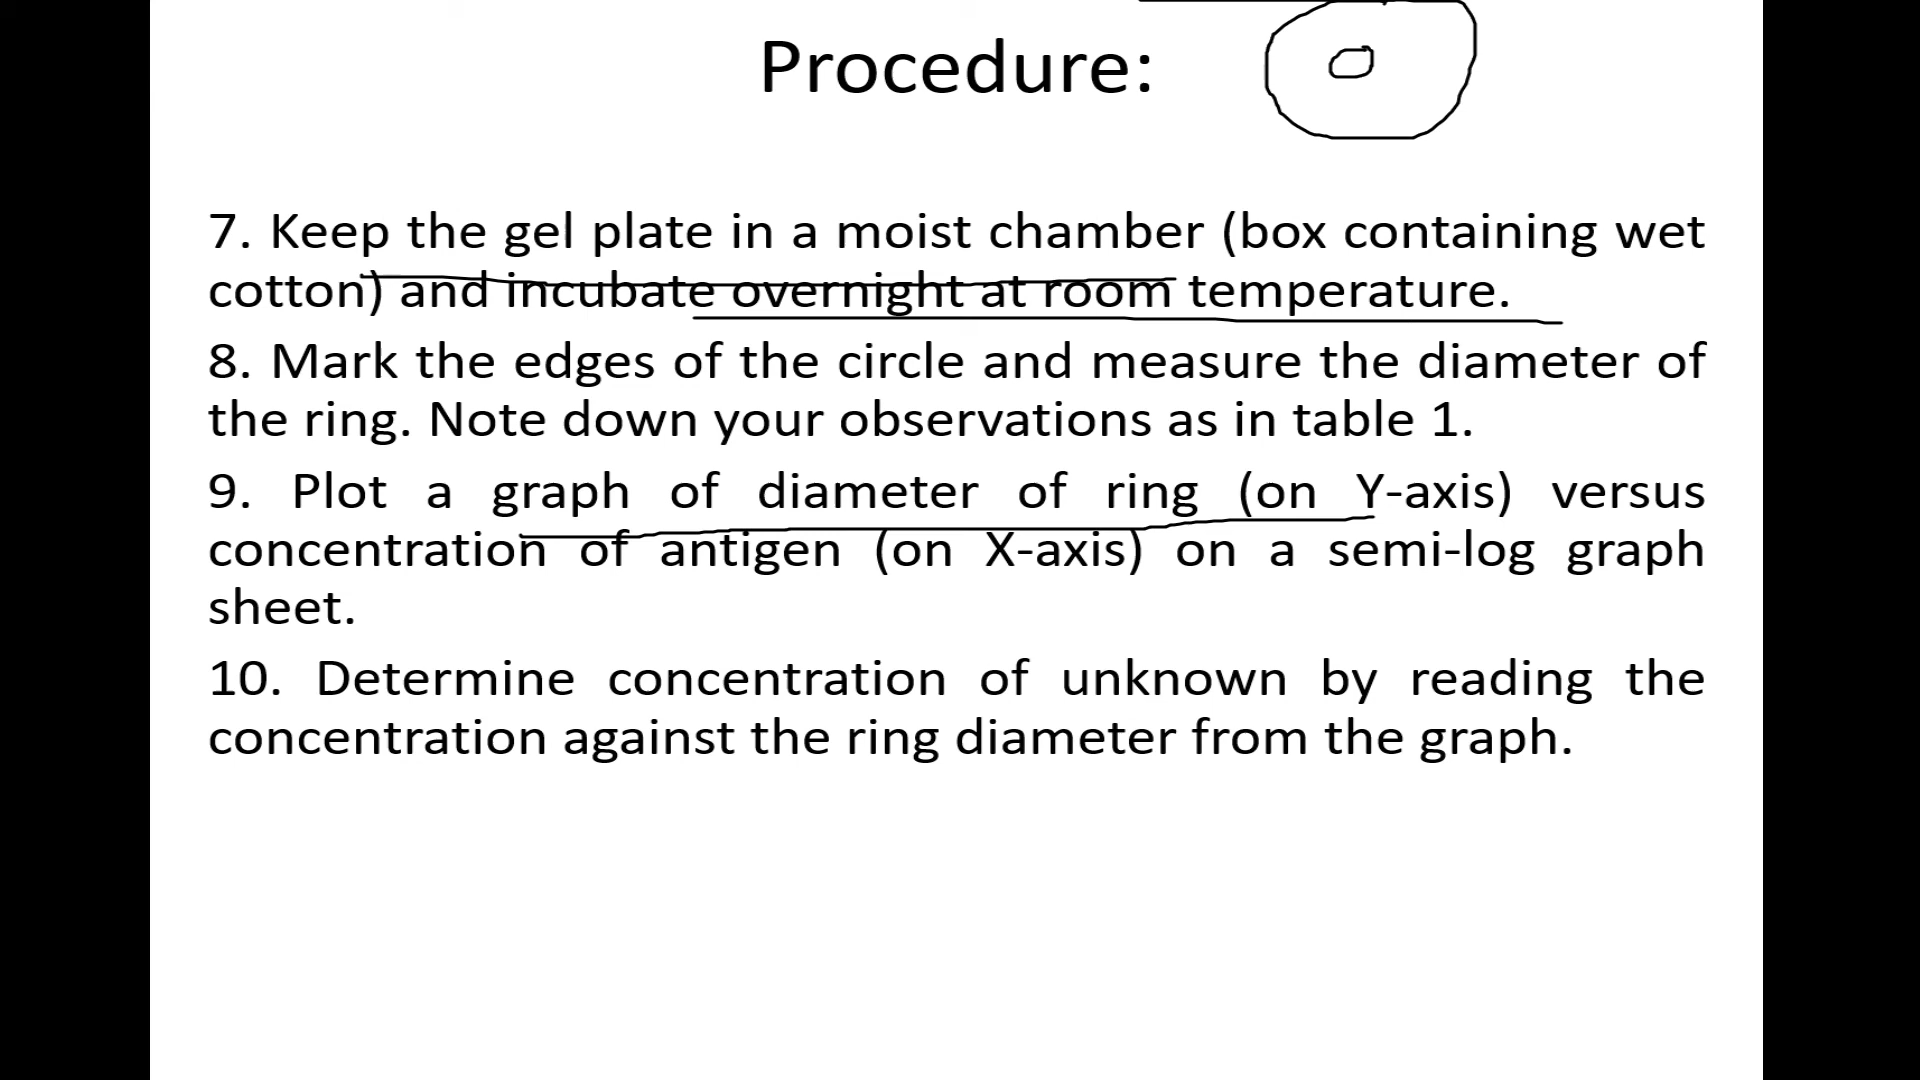 Procedure:
7. Keep the gel plate in a moist chamber (box containing wet
cotton) and incubate overnight at room temperature.
8. Mark the edges of the circle and measure the diameter of
the ring. Note down your observations as in table 1.
9. Plot a graph of diameter of ring (on Y-axis) versus
concentration of antigen (on X-axis) on a semi-log graph
sheet.
10. Determine concentration of unknown by reading the
concentration against the ring diameter from the graph.